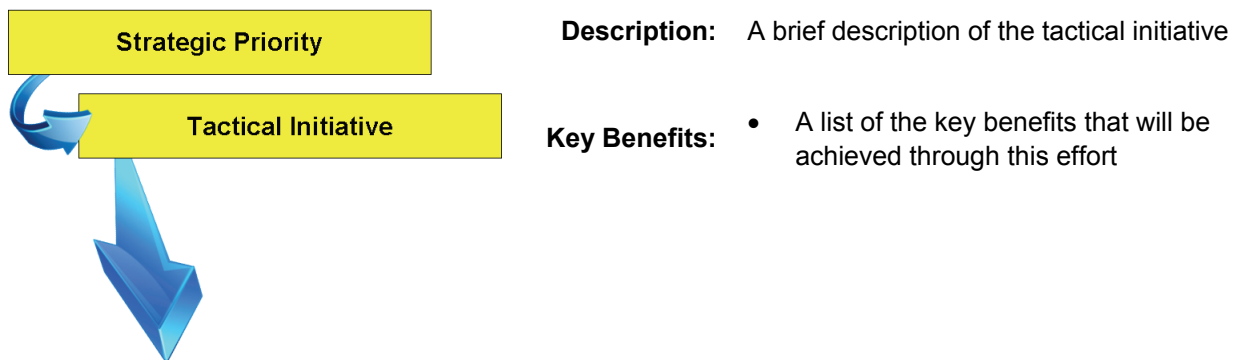 Strategic Priority
Description: A brief description of the tactical initiative
Tactical Initiative
Key Benefits: • A list of the key benefits that will be
achieved through this effort